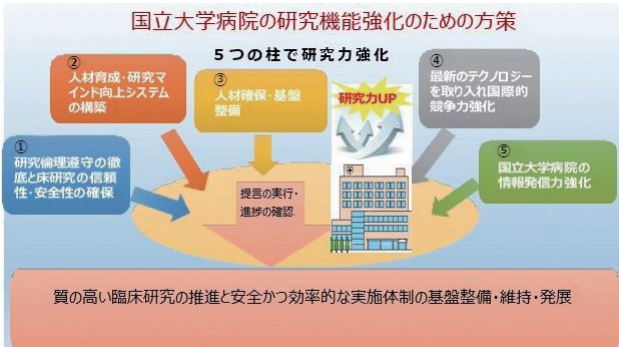 国立大学病院の研究機能強化のための方策
５つの柱で研究力強化
①
研究倫理遵守の徹
底と床研究の信頼
性・安全性の確保
②
人材育成・研究マ
インド向上システム
の構築
③
人材確保・基盤
整備
研究力UP
④
最新のテクノロジー
を取り入れ国際的
競争力強化
⑤
国立大学病院の
情報発信力強化
提言の実行・
進捗の確認
質の高い臨床研究の推進と安全かつ効率的な実施体制の基盤整備・維持・発展